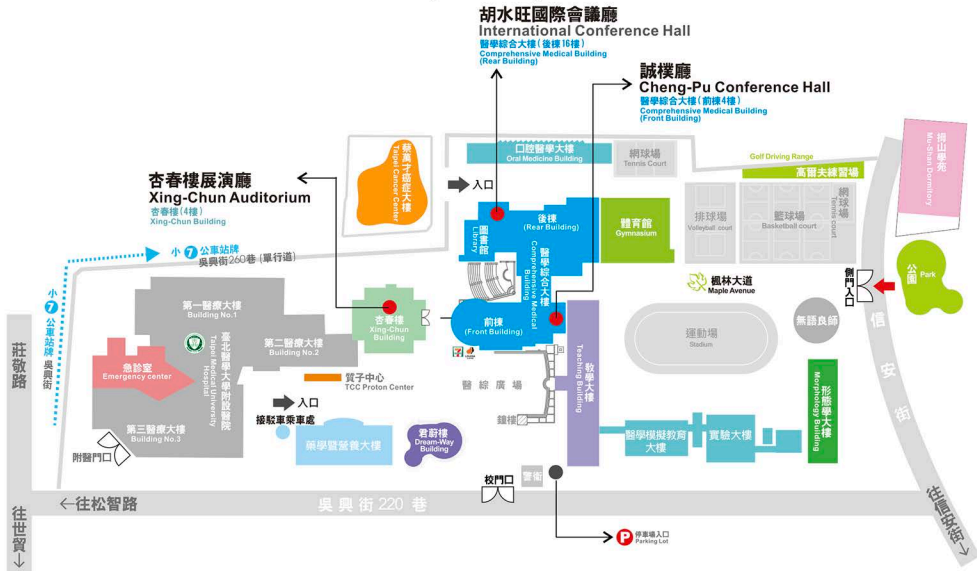 胡水旺國際會議廳
International Conference Hall
醫學綜合大樓(後棟16樓)
Comprehensive Medical Building
(Rear Building)
誠樸廳
Cheng-Pu Conference Hall
醫學綜合大樓(前棟4樓)
Comprehensive Medical Building
(Front Building)
杏春樓展演廳
Xing-Chun Auditorium
杏春樓(4樓)
Xing-Chun Building
蔡萬才癌症大樓
Taipei Cancer Center
入口
口腔醫學大樓
Oral Medicine Building
網球場
Tennis Court
Golf Driving Range
高爾夫練習場
拇山學苑
Mu-Shan Dormitory
小7公車站牌
吳興街260巷(單行道)
小7公車站牌 吳興街
圖書館
Library
後棟
(Rear Building)
醫學綜合大樓
Comprehensive Medical Building
體育館
Gymnasium
排球場
Volleyball court
籃球場
Basketball court
網球場
Tennis court
公園
Park
側門入口
楓林大道
Maple Avenue
無語良師
運動場
Stadium
第一醫療大樓
Building No.1
第二醫療大樓
Building No.2
臺北醫學大學附設醫院
Taipei Medical University Hospital
急診室
Emergency center
第三醫療大樓
Building No.3
附醫門口
杏春樓
Xing-Chun Building
前棟
(Front Building)
質子中心
TCC Proton Center
入口
接駁車乘車處
藥學暨營養大樓
君蔚樓
Dream-Way Building
醫綜廣場
鐘樓
教學大樓
Teaching Building
醫學模擬教育大樓
實驗大樓
形態學大樓
Morphology Building
校門口
警衛
莊敬路
往世貿↓
←往松智路
吳興街220巷
信安街
往信安街↓
P
停車場入口
Parking Lot